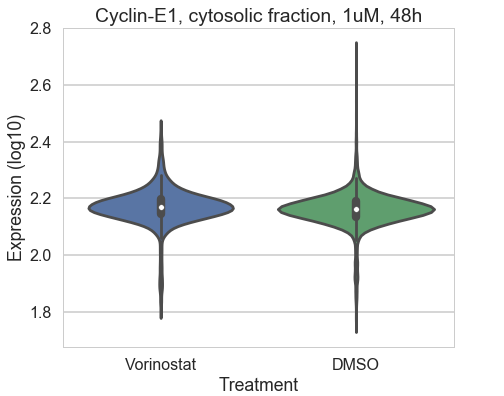 Cyclin-E1, cytosolic fraction, 1uM, 48h
2.8
2.6
2.4
2.2
2.0
1.8
Expression (log10)
Vorinostat DMSO
Treatment